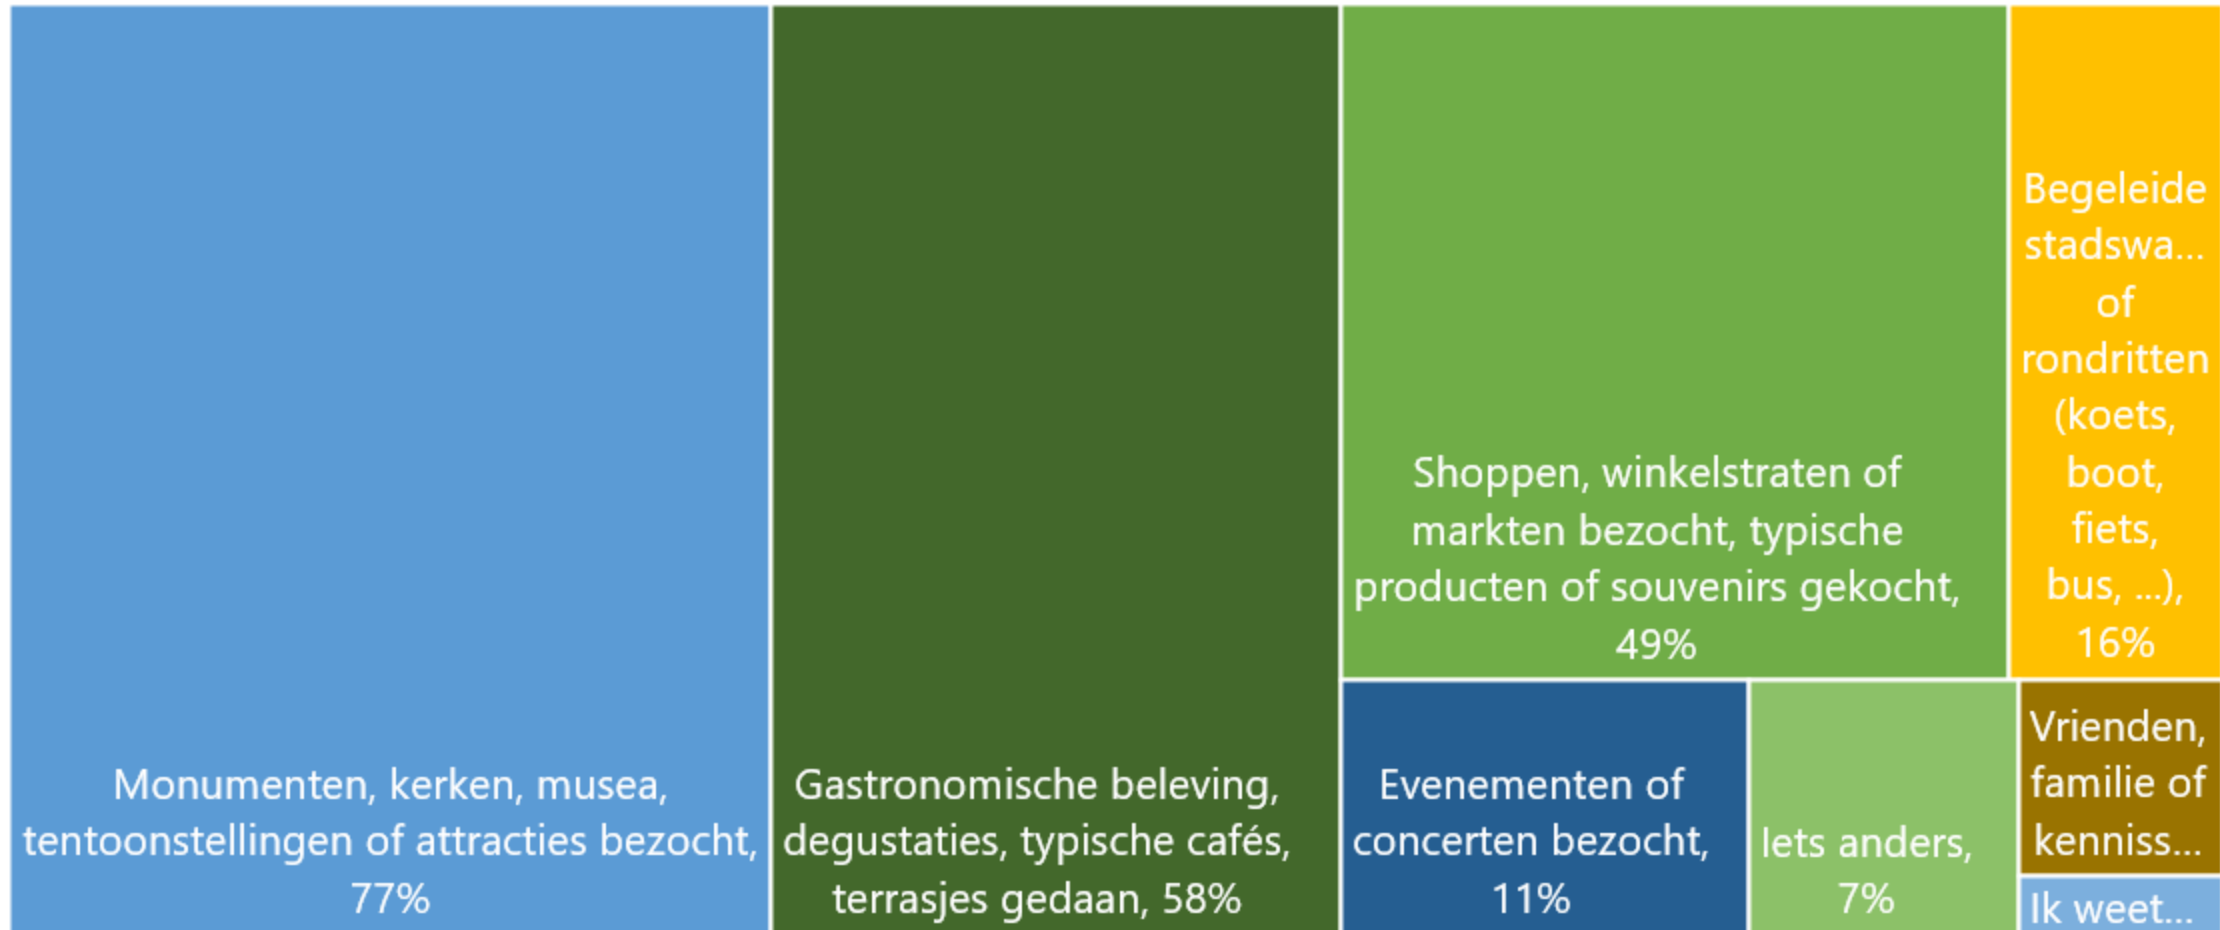 Monumenten, kerken, musea,
tentoonstellingen of attracties bezocht,
77%
Gastronomische beleving,
degustaties, typische cafés,
terrasjes gedaan, 58%
Shoppen, winkelstraten of
markten bezocht, typische
producten of souvenirs gekocht,
49%
Begeleide
stadswa...
of
rondritten
(koets,
boot,
fiets,
bus, ...),
16%
Evenementen of
concerten bezocht,
11%
Iets anders,
7%
Vrienden,
familie of
kenniss...
Ik weet...